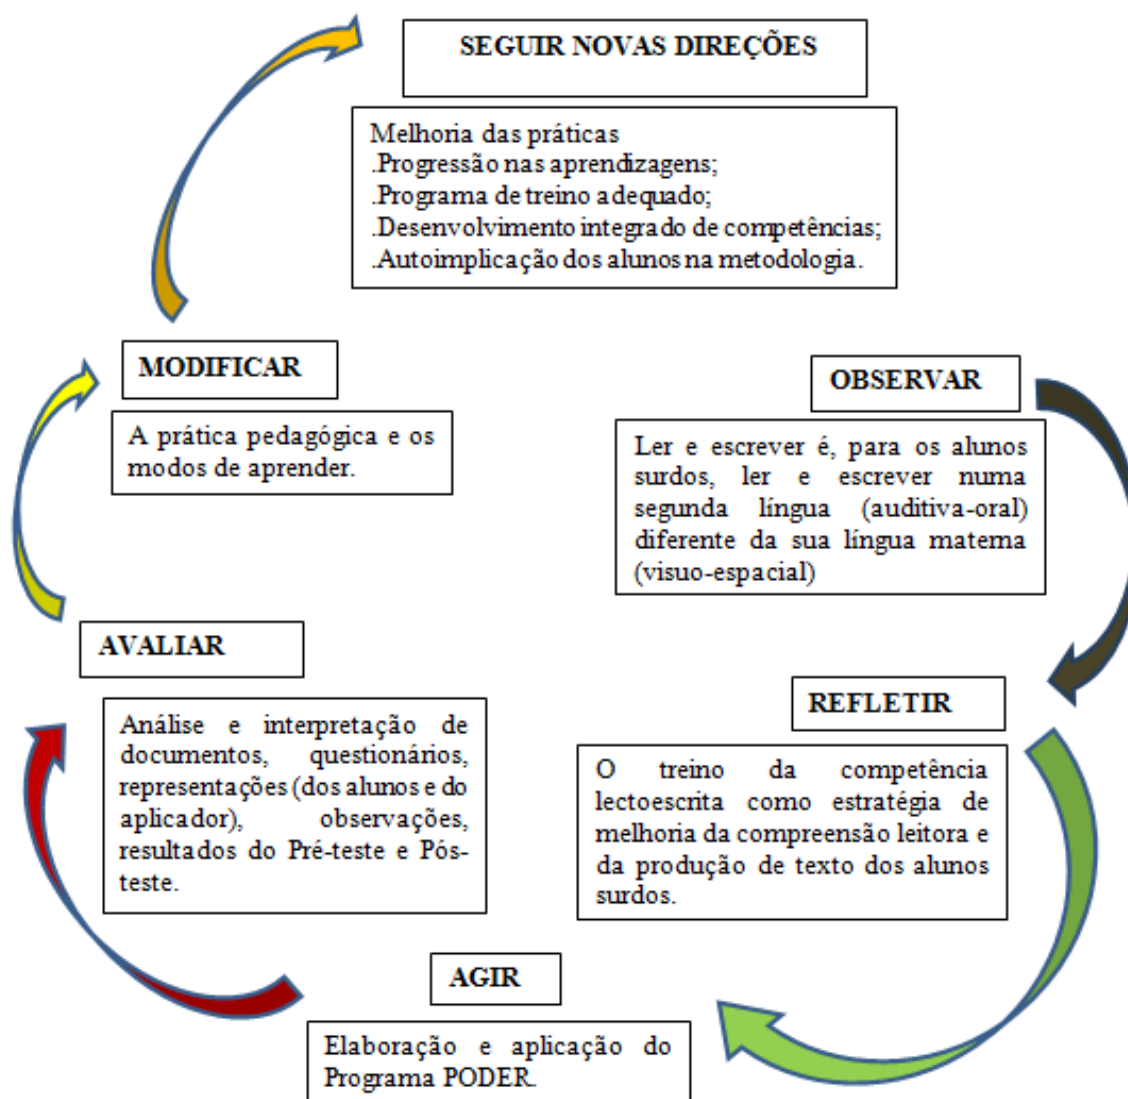 SEGUIR NOVAS DIREÇÕES
Melhoria das práticas
.Progressão nas aprendizagens;
.Programa de treino adequado;
.Desenvolvimento integrado de competências;
.Autoimplicação dos alunos na metodologia.
MODIFICAR
A prática pedagógica e os
modos de aprender.
OBSERVAR
Ler e escrever é, para os alunos
surdos, ler e escrever numa
segunda língua (auditiva-oral)
diferente da sua língua materna
(visuo-espacial)
AVALIAR
Análise e interpretação de
documentos, questionários,
representações (dos alunos e do
aplicador), observações,
resultados do Pré-teste e Pós-
teste.
REFLETIR
O treino da competência
lectoescrita como estratégia de
melhoria da compreensão leitora e
da produção de texto dos alunos
surdos.
AGIR
Elaboração e aplicação do
Programa PODER.